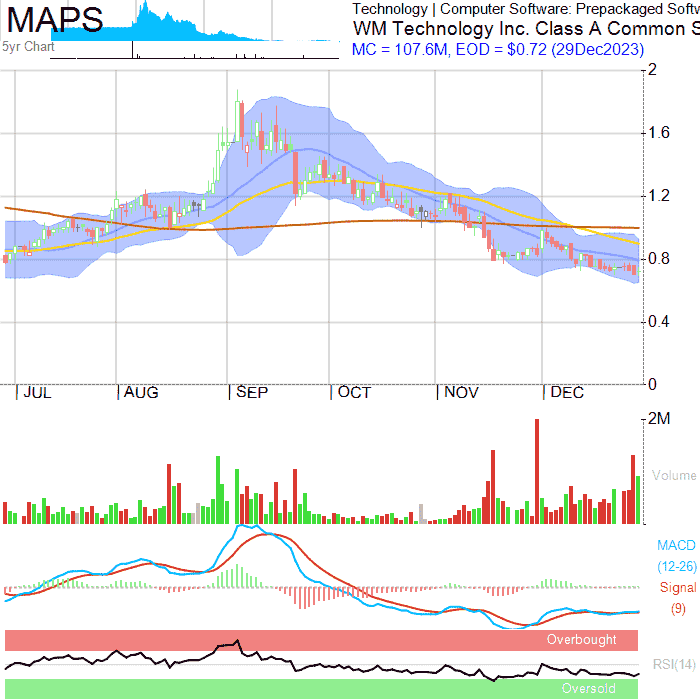 MAPS
5yr Chart
Technology | Computer Software: Prepackaged Softw
WM Technology Inc. Class A Common S
MC = 107.6M, EOD = $0.72 (29Dec2023)
2
1.6
1.2
0.8
0.4
0
JUL AUG SEP OCT NOV DEC
2M
Volume
MACD
(12-26)
Signal
(9)
Overbought
RSI(14)
Oversold